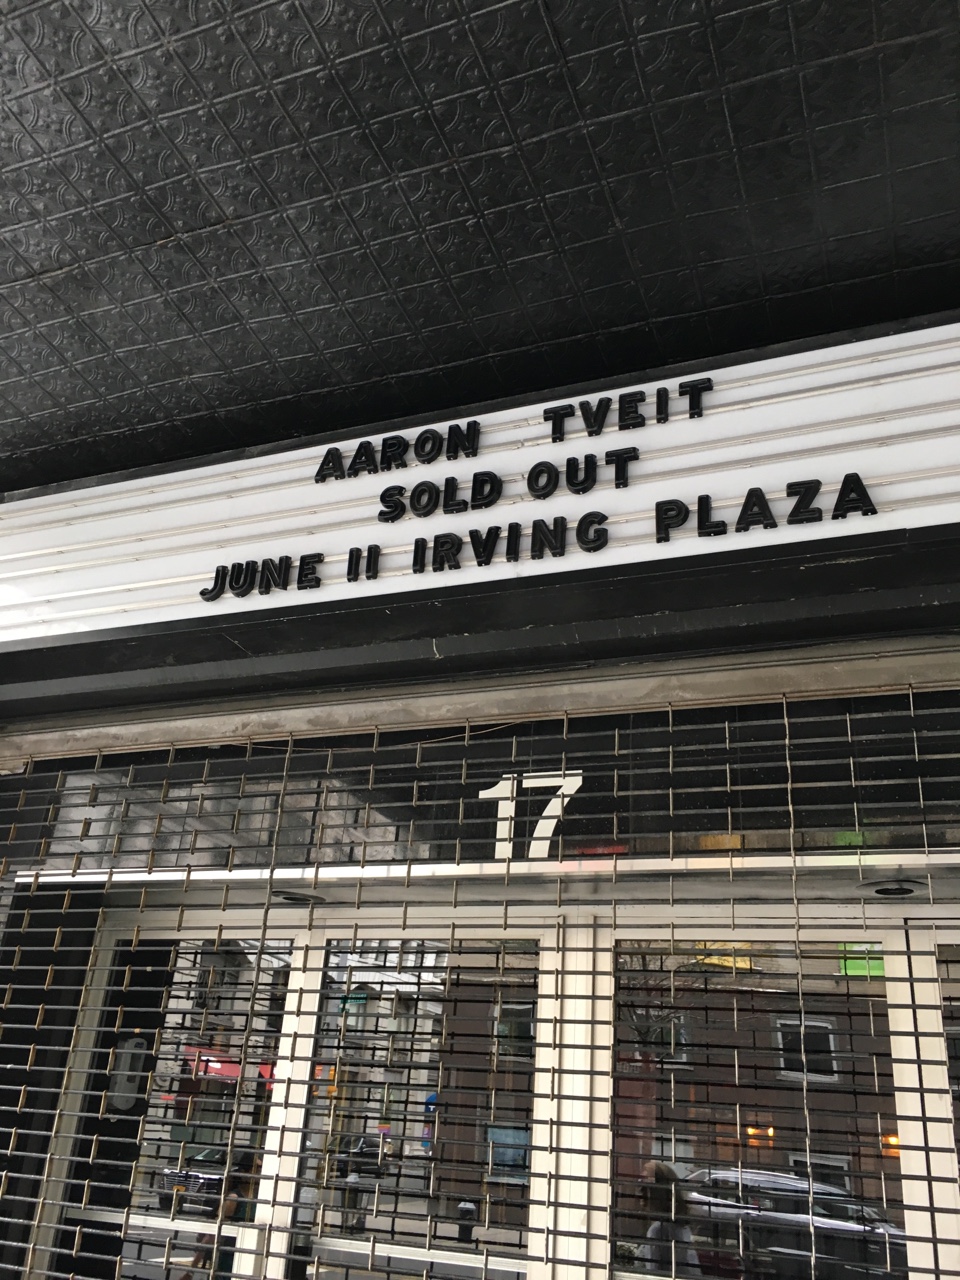 AARON TVEIT
SOLD OUT
JUNE 11 IRVING PLAZA
17